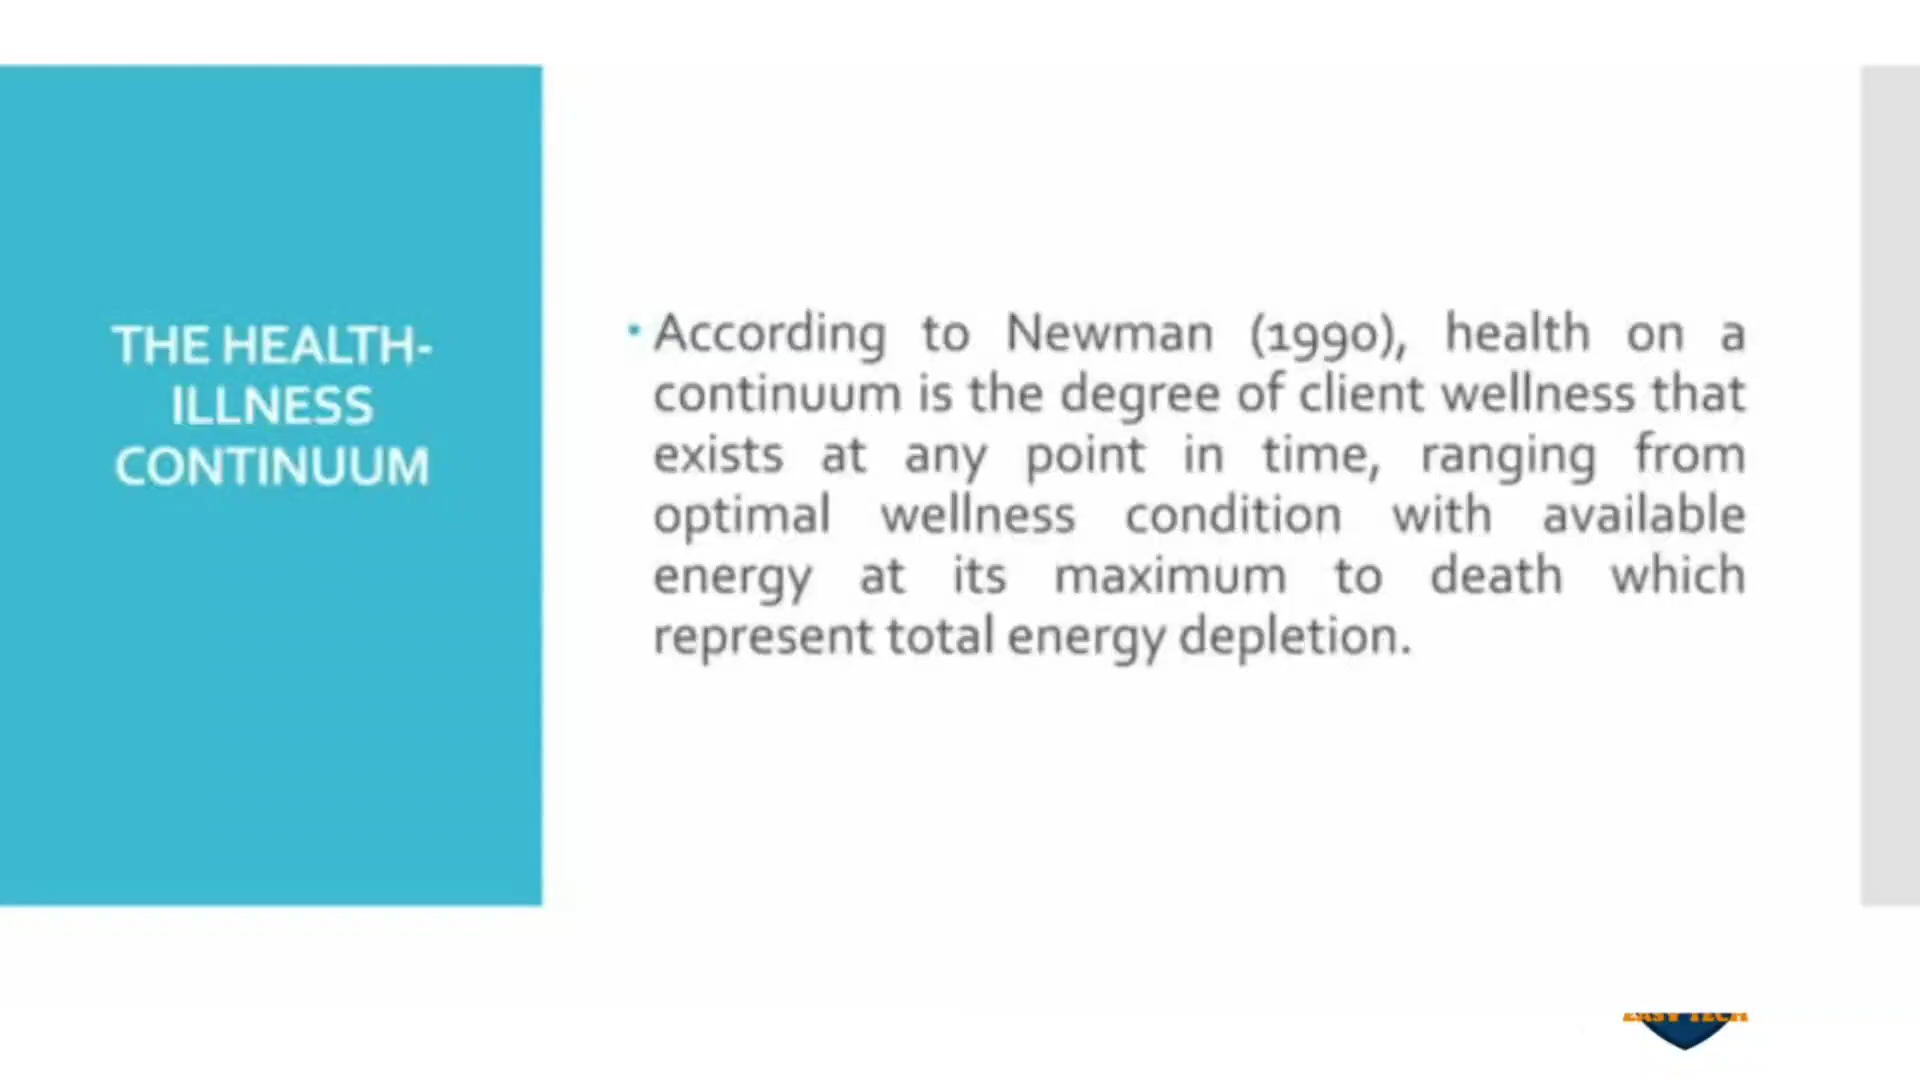 THE HEALTH-
ILLNESS
CONTINUUM
According to Newman (1990), health on a
continuum is the degree of client wellness that
exists at any point in time, ranging from
optimal wellness condition with available
energy at its maximum to death which
represent total energy depletion.